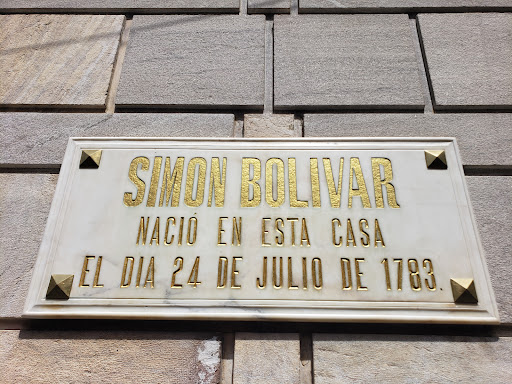 SIMON BOLIVAR
NACIÓ EN ESTA CASA
EL DIA 24 DE JULIO DE 1783.